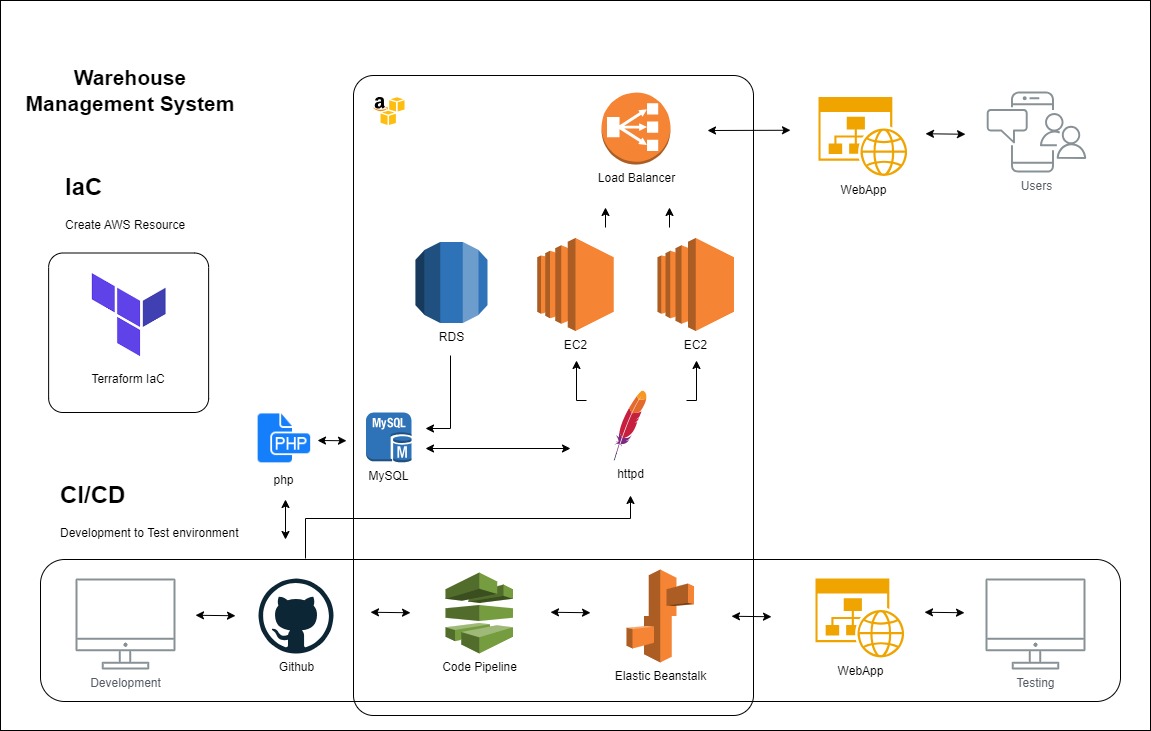 Warehouse
Management System
a
Load Balancer
WebApp
Users
IaC
Create AWS Resource
RDS
EC2
EC2
Terraform IaC
PHP
php
MySQL
M
MySQL
httpd
CI/CD
Development to Test environment
Development
Github
Code Pipeline
Elastic Beanstalk
WebApp
Testing